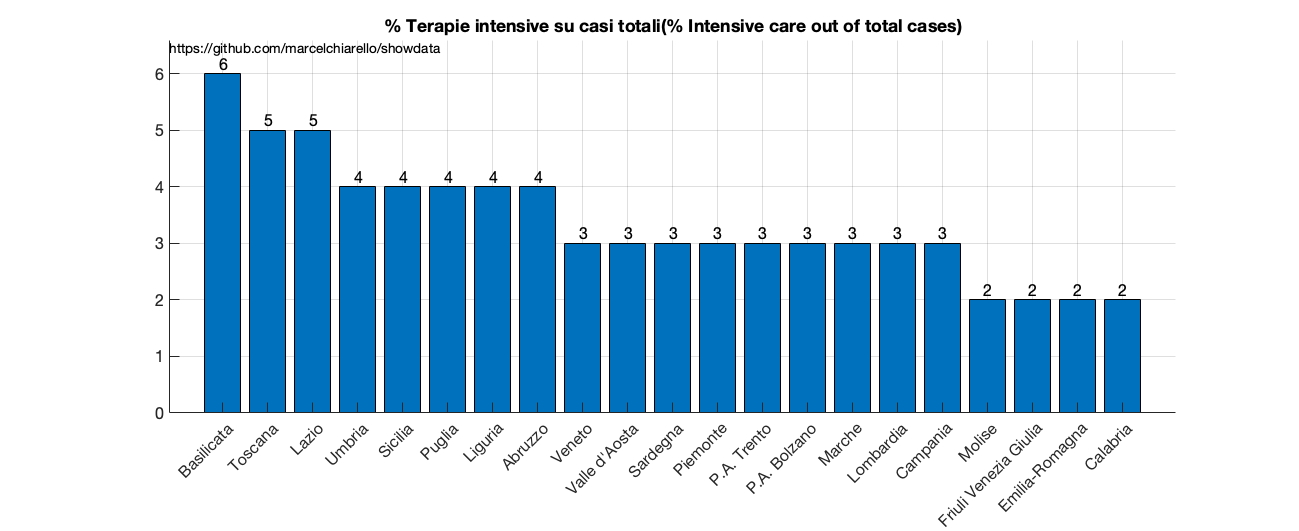 % Terapie intensive su casi totali(% Intensive care out of total cases)
https://github.com/marcelchiarello/showdata
6
5
4
3
2
1
0
6
5
5
4
4
4
4
4
3
3
3
3
3
3
3
3
3
2
2
2
2
Basilicata
Toscana
Lazio
Umbria
Sicilia
Puglia
Liguria
Abruzzo
Veneto
Valle d'Aosta
Sardegna
Piemonte
P.A. Trento
P.A. Bolzano
Marche
Lombardia
Campania
Molise
Friuli Venezia Giulia
Emilia-Romagna
Calabria